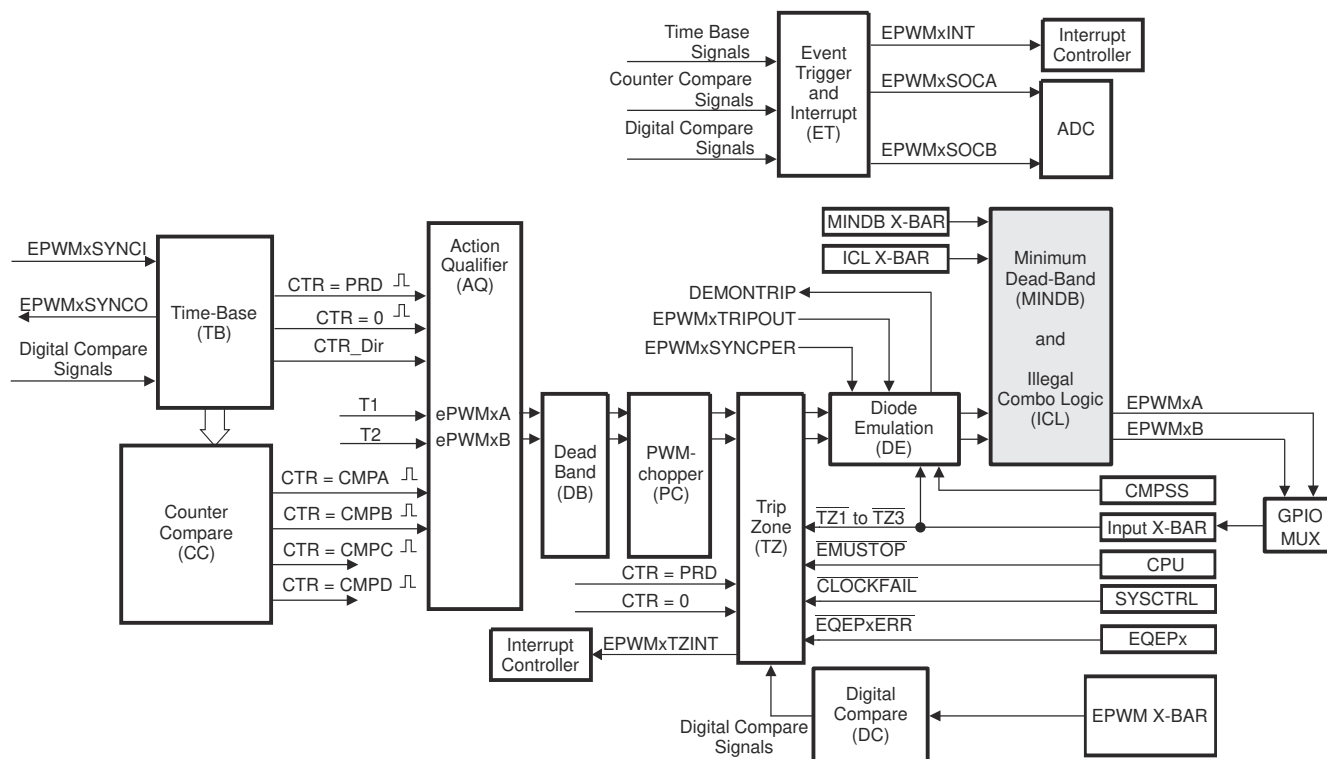 Time Base
Signals
Counter Compare
Signals
Digital Compare
Signals
Event
Trigger
and
Interrupt
(ET)
EPWMxINT
EPWMxSOCA
EPWMxSOCB
Interrupt
Controller
ADC
EPWMxSYNCI
EPWMxSYNCO
Digital Compare
Signals
Time-Base
(TB)
CTR = PRD
CTR = 0
CTR_Dir
T1
T2
Action
Qualifier
(AQ)
ePWMxA
ePWMxB
Counter
Compare
(CC)
CTR = CMPA
CTR = CMPB
CTR = CMPC
CTR = CMPD
Dead
Band
(DB)
PWM-
chopper
(PC)
Trip
Zone
(TZ)
CTR = PRD
CTR = 0
Interrupt
Controller
EPWMxTZINT
DEMONTRIP
EPWMxTRIPOUT
EPWMxSYNCPER
Diode
Emulation
(DE)
MINDB X-BAR
ICL X-BAR
Minimum
Dead-Band
(MINDB)
and
Illegal
Combo Logic
(ICL)
EPWMxA
EPWMxB
CMPSS
TZ1 to TZ3
Input X-BAR
GPIO
MUX
EMUSTOP
CPU
CLOCKFAIL
SYSCTRL
EQEPxERR
EQEPx
Digital Compare
Signals
Digital
Compare
(DC)
EPWM X-BAR